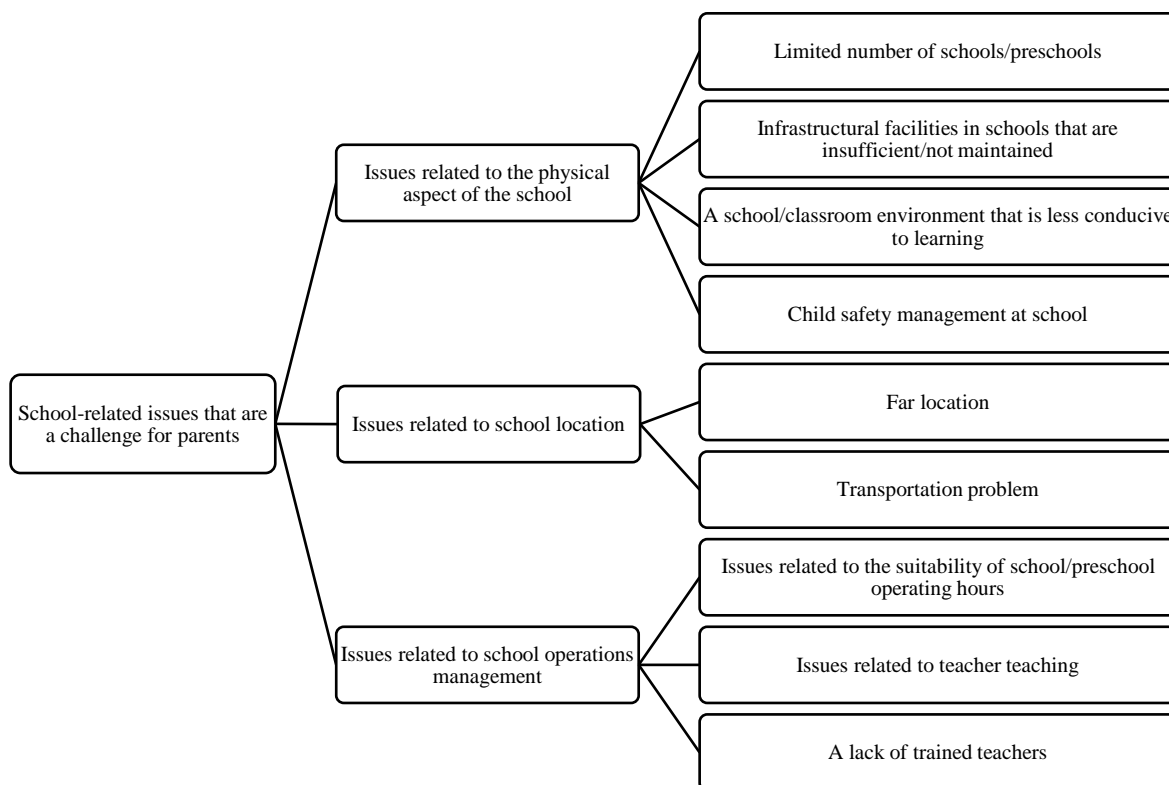 School-related issues that are
a challenge for parents
Issues related to the physical
aspect of the school
Limited number of schools/preschools
Infrastructural facilities in schools that are
insufficient/not maintained
A school/classroom environment that is less conducive
to learning
Child safety management at school
Issues related to school location
Far location
Transportation problem
Issues related to school operations
management
Issues related to the suitability of school/preschool
operating hours
Issues related to teacher teaching
A lack of trained teachers